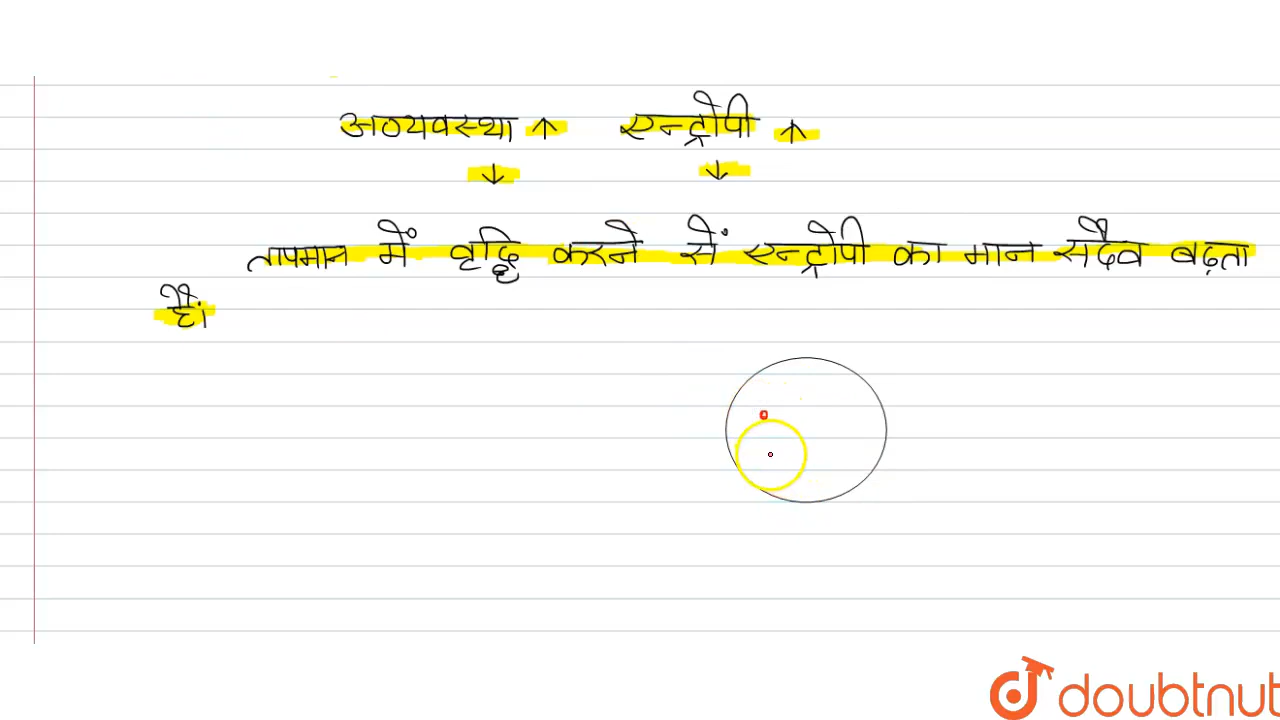 अव्यवस्था ↑ एन्ट्रोपी ↑
↓ ↓
तापमान में वृद्धि करने सें एन्ट्रोपी का मान सदैव बढ़ता
है।
doubtnut